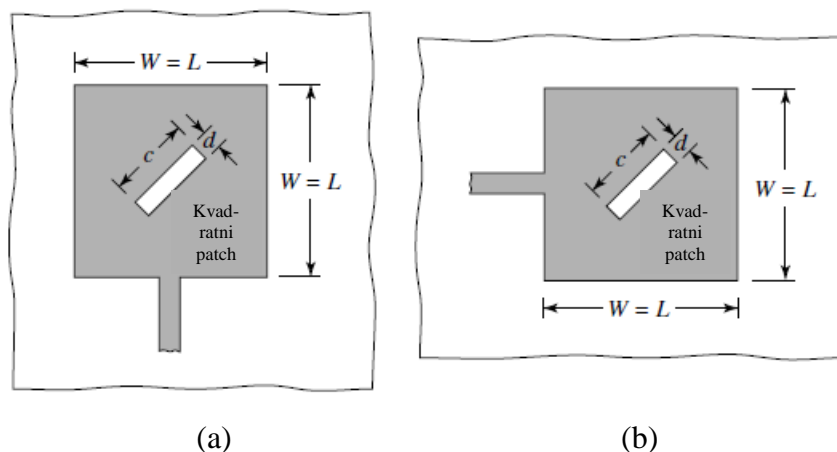 W = L
c
d
W = L
Kvad-
ratni
patch
(a)
c
d
W = L
Kvad-
ratni
patch
W = L
(b)